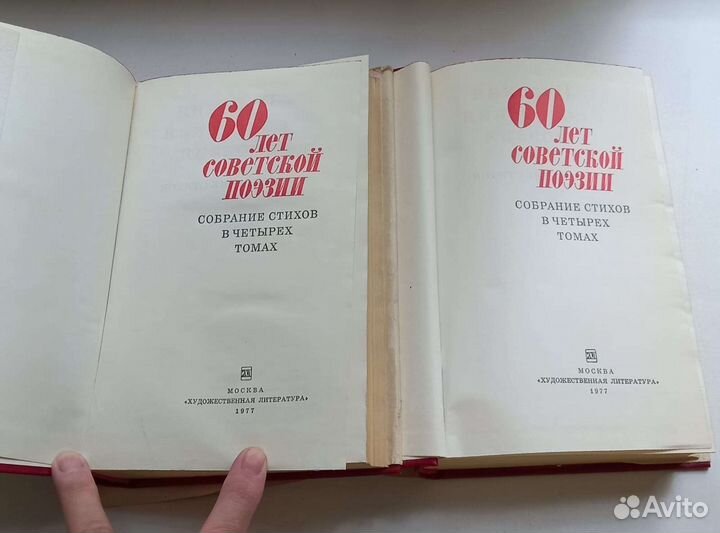 60
лет
советской
поэзии
СОБРАНИЕ СТИХОВ
В ЧЕТЫРЕХ
ТОМАХ
МОСКВА
«ХУДОЖЕСТВЕННАЯ ЛИТЕРАТУРА»
1977
60
лет
советской
поэзии
СОБРАНИЕ СТИХОВ
В ЧЕТЫРЕХ
ТОМАХ
МОСКВА
«ХУДОЖЕСТВЕННАЯ ЛИТЕРАТУРА»
1977
Avito